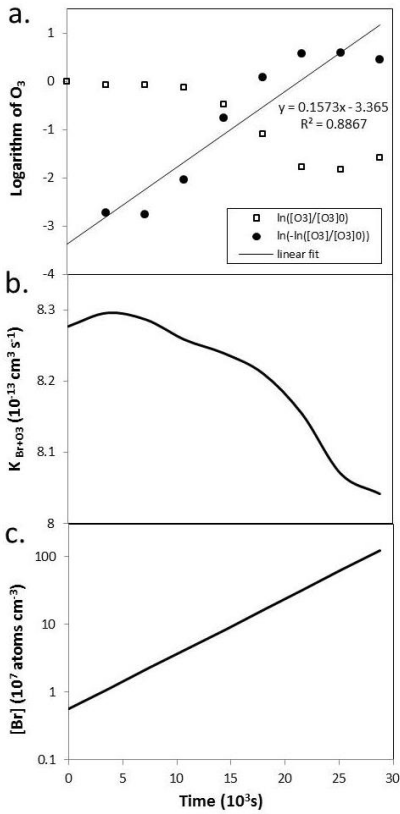 a.
1
0
-1
-2
-3
-4
Logarithm of O3
y = 0.1573x - 3.365
R² = 0.8867
ln([O3]/[O3]0)
ln(-ln([O3]/[O3]0))
linear fit
b.
8.3
8.2
8.1
8
K Br+O3 (10-13 cm3 s-1)
c.
100
10
1
0.1
[Br] (10⁷ atoms cm-3)
0 5 10 15 20 25 30
Time (10³s)